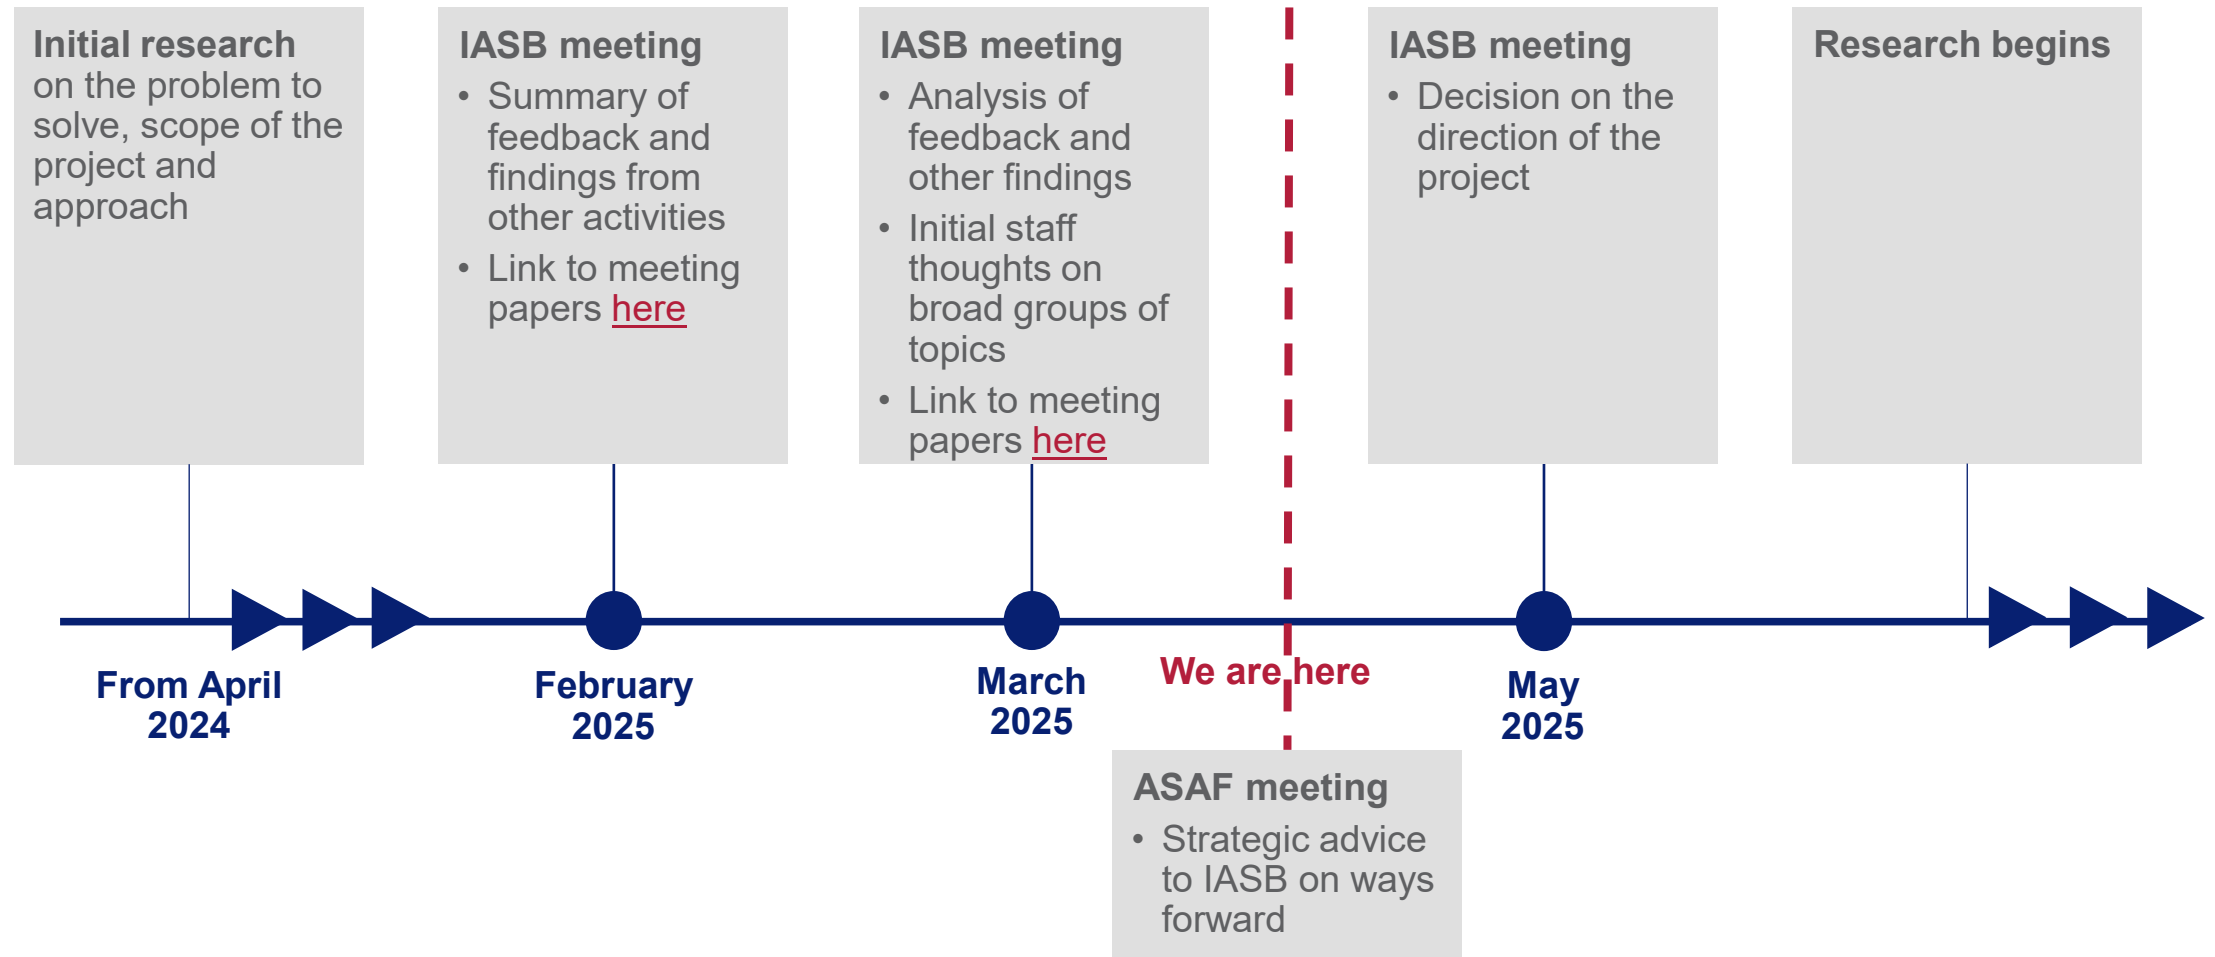 Initial research
on the problem to
solve, scope of the
project and
approach
IASB meeting
• Summary of
feedback and
findings from
other activities
• Link to meeting
papers here
IASB meeting
• Analysis of
feedback and
other findings
• Initial staff
thoughts on
broad groups of
topics
• Link to meeting
papers here
IASB meeting
• Decision on the
direction of the
project
Research begins
From April
2024
February
2025
March
2025
We are here
May
2025
ASAF meeting
• Strategic advice
to IASB on ways
forward